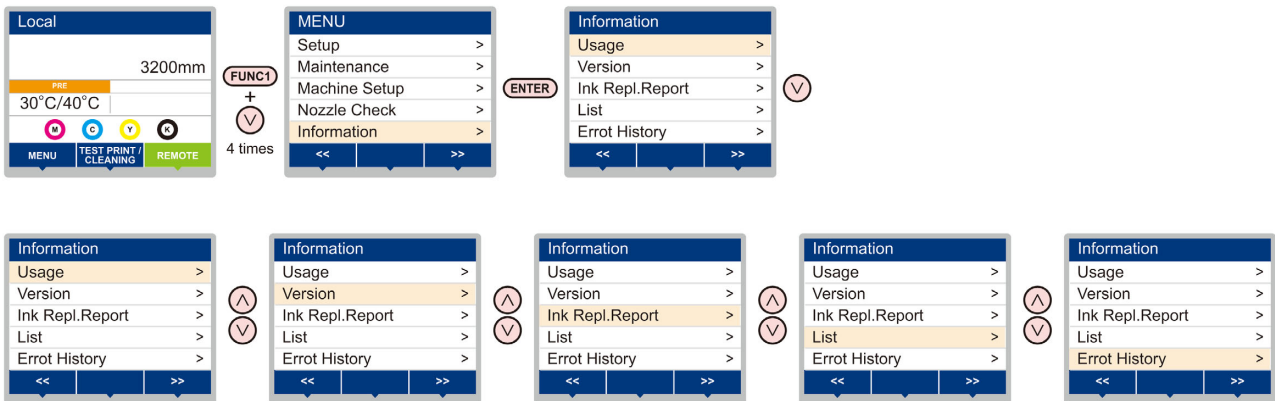 Local
3200mm
PRE
30°C/40°C
M C Y K
MENU
TEST PRINT /
CLEANING
REMOTE
FUNC1
+
4 times
MENU
Setup >
Maintenance >
Machine Setup >
Nozzle Check >
Information >
<< >>
ENTER
Information
Usage >
Version >
Ink Repl.Report >
List >
Errot History >
<< >>
Information
Usage >
Version >
Ink Repl.Report >
List >
Errot History >
<< >>
Information
Usage >
Version >
Ink Repl.Report >
List >
Errot History >
<< >>
Information
Usage >
Version >
Ink Repl.Report >
List >
Errot History >
<< >>
Information
Usage >
Version >
Ink Repl.Report >
List >
Errot History >
<< >>
Information
Usage >
Version >
Ink Repl.Report >
List >
Errot History >
<< >>